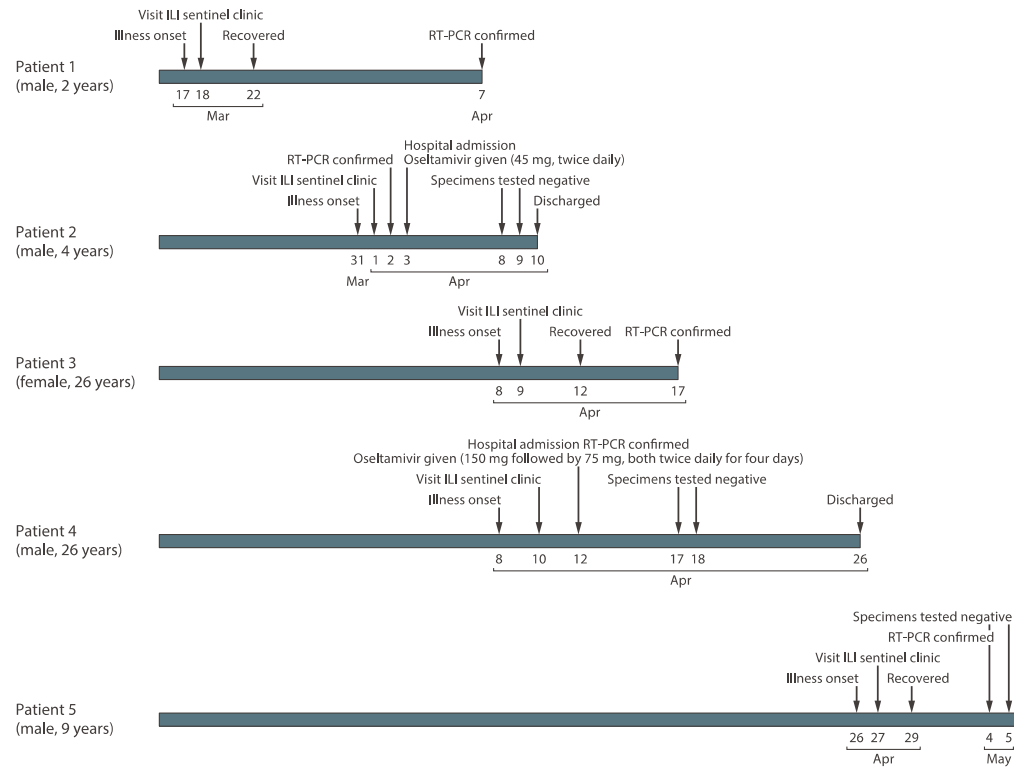 Visit ILI sentinel clinic
Illness onset Recovered RT-PCR confirmed
Patient 1
(male, 2 years)
17 18 22 7
Mar Apr
Hospital admission
RT-PCR confirmed Oseltamivir given (45 mg, twice daily)
Visit ILI sentinel clinic Specimens tested negative
Illness onset Discharged
Patient 2
(male, 4 years)
31 1 2 3 8 9 10
Mar Apr
Visit ILI sentinel clinic
Illness onset Recovered RT-PCR confirmed
Patient 3
(female, 26 years)
8 9 12 17
Apr
Hospital admission RT-PCR confirmed
Oseltamivir given (150 mg followed by 75 mg, both twice daily for four days)
Visit ILI sentinel clinic Specimens tested negative
Illness onset Discharged
Patient 4
(male, 26 years)
8 10 12 17 18 26
Apr
Specimens tested negative
RT-PCR confirmed
Visit ILI sentinel clinic
Illness onset Recovered
Patient 5
(male, 9 years)
26 27 29 4 5
Apr May